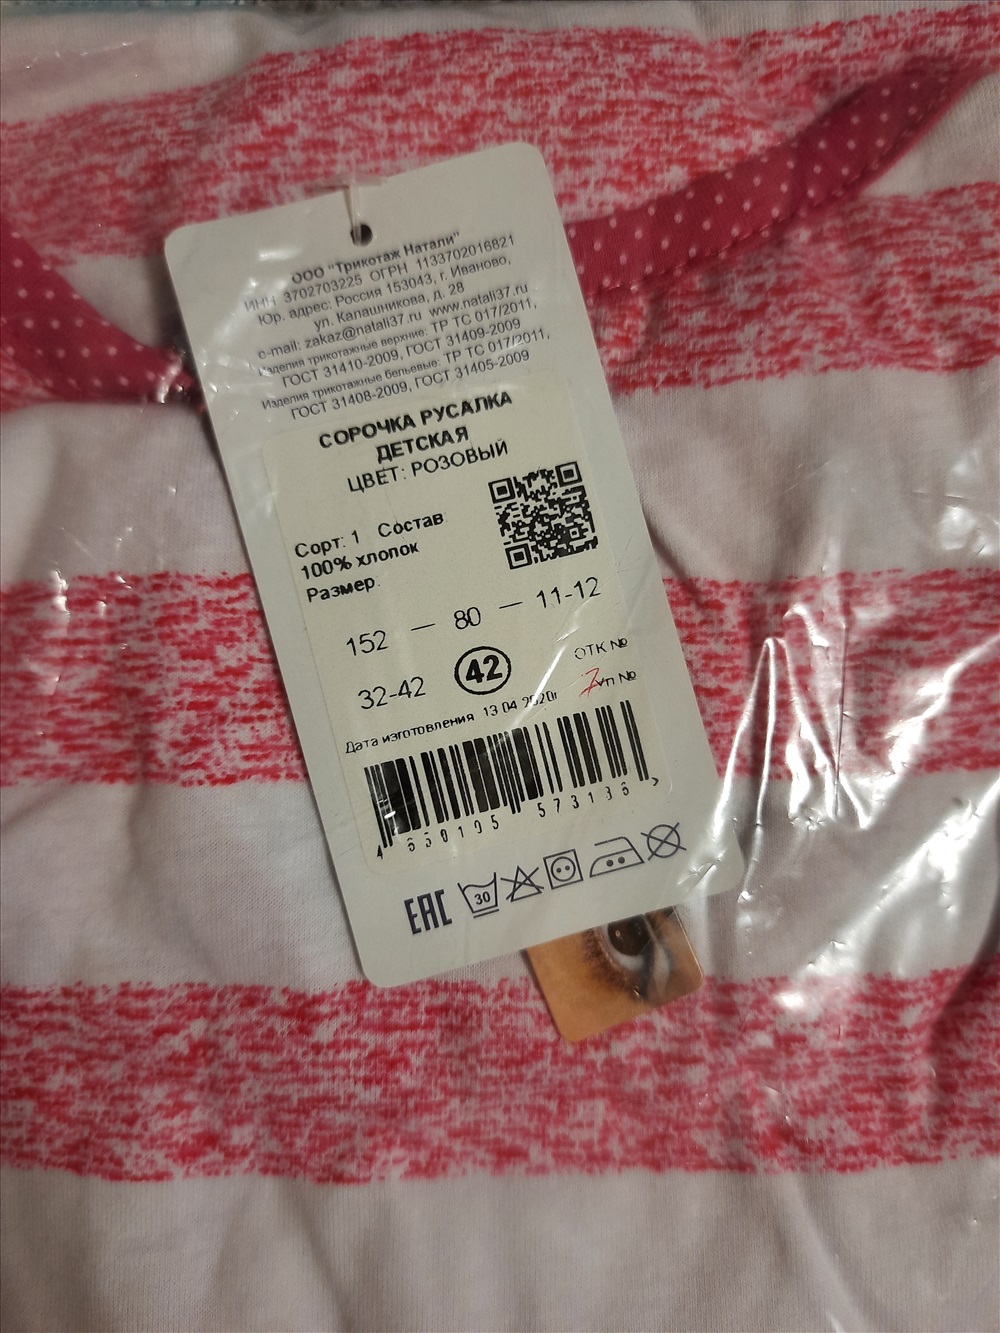 ООО "Трикотаж Натали"
ИНН 3702703225 ОГРН 1133702016821
Юр. адрес: Россия 153043, г. Иваново,
ул. Калашникова, д. 28
e-mail: zakaz@natali37.ru www.natali37.ru
Изделия трикотажные верхние: ТР ТС 017/2011,
ГОСТ 31410-2009, ГОСТ 31409-2009
Изделия трикотажные бельевые: ТР ТС 017/2011,
ГОСТ 31408-2009, ГОСТ 31405-2009
СОРОЧКА РУСАЛКА
ДЕТСКАЯ
ЦВЕТ: РОЗОВЫЙ
Сорт: 1 Состав
100% хлопок
Размер:
152 — 80 — 11-12
32-42 42 ОТК №
Уп №
Дата изготовления 13 04 2020г
4 650105 573136 >
EAC 30